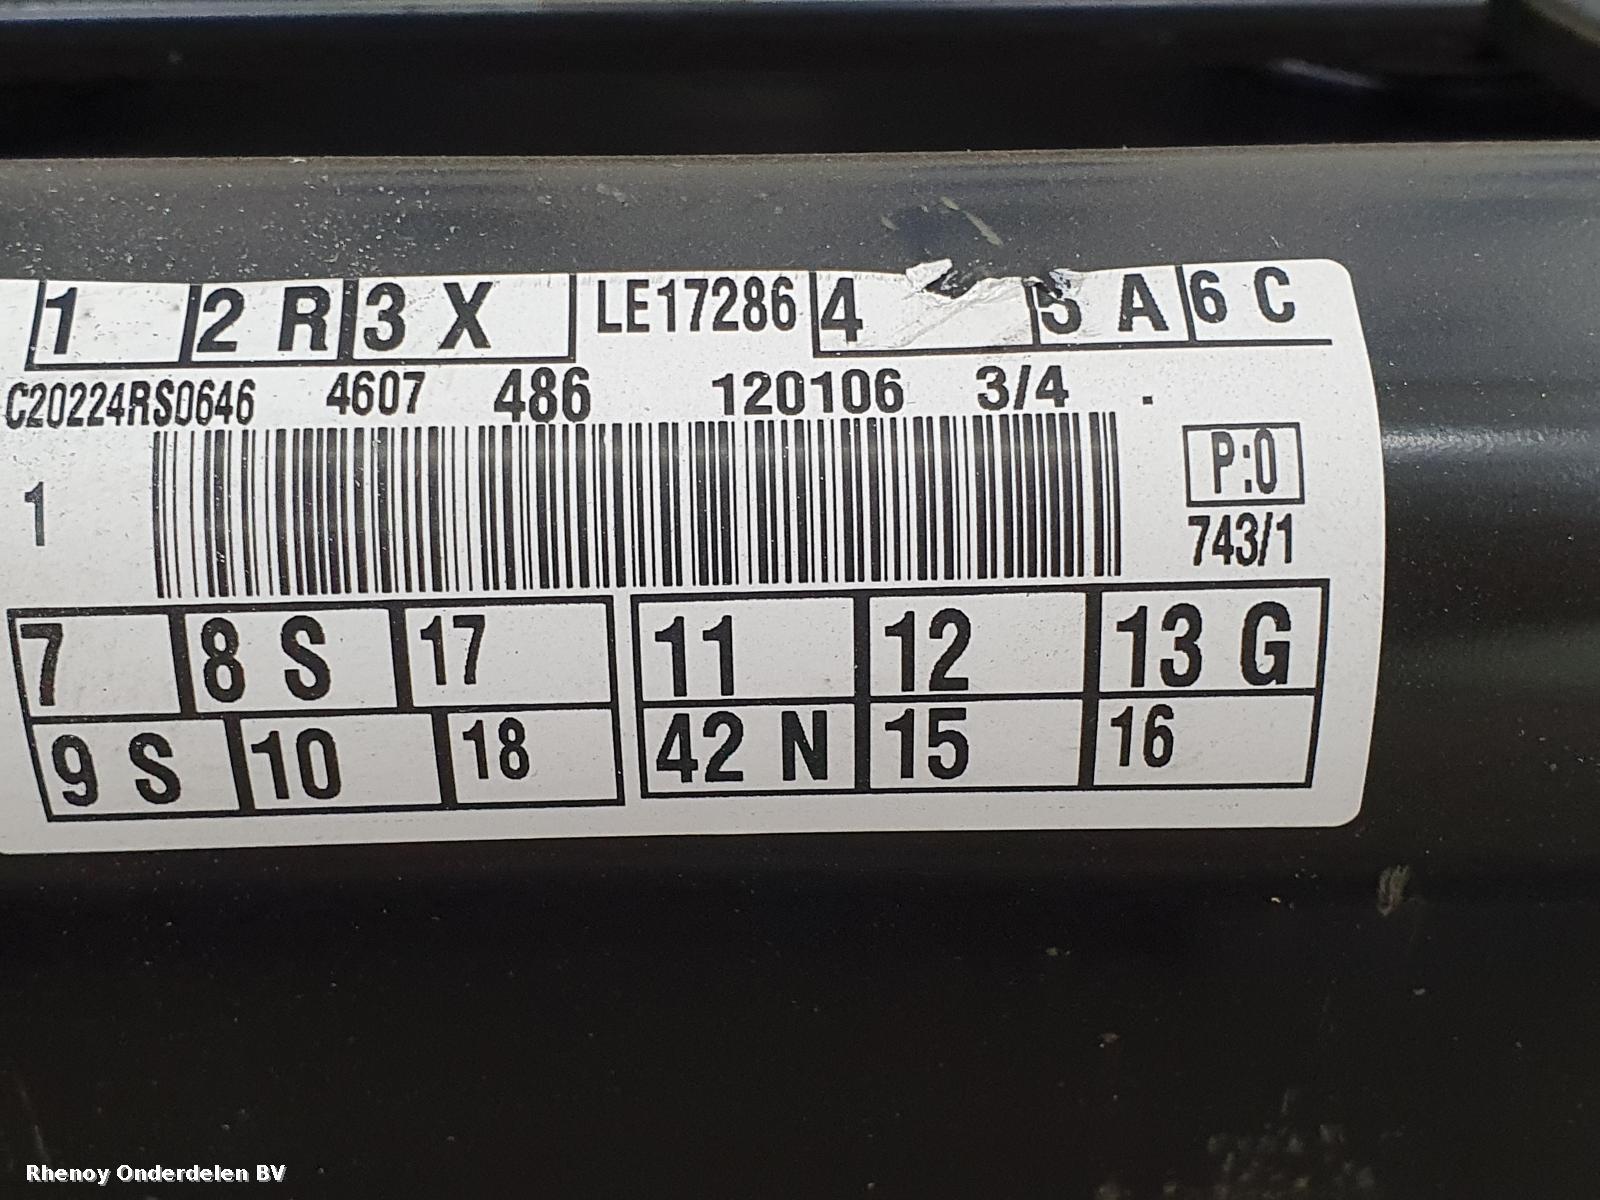 1 2 R 3 X LE17286 4 5 A 6 C
C20224RS0646 4607 486 120106 3/4 .
1 P:0
743/1
7 8 S 17 11 12 13 G
9 S 10 18 42 N 15 16
Rhenoy Onderdelen BV